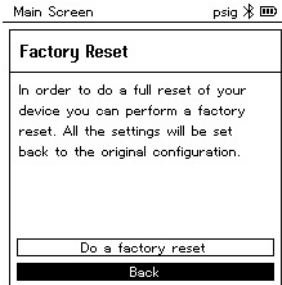 Main Screen psig
Factory Reset
In order to do a full reset of your
device you can perform a factory
reset. All the settings will be set
back to the original configuration.
Do a factory reset
Back